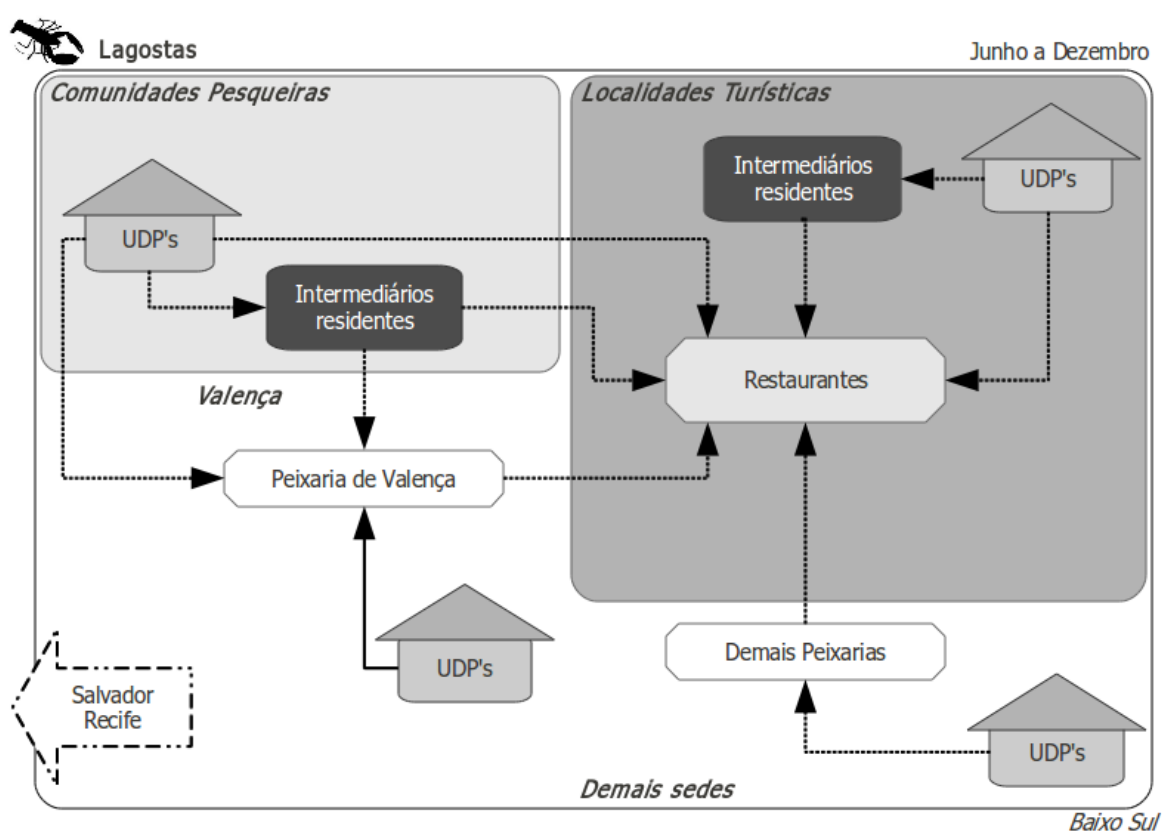 Lagostas
Junho a Dezembro
Comunidades Pesqueiras
Localidades Turísticas
Intermediários
residentes
UDP's
UDP's
Intermediários
residentes
Restaurantes
Valença
Peixaria de Valença
UDP's
Demais Peixarias
Salvador
Recife
UDP's
Demais sedes
Baixo Sul